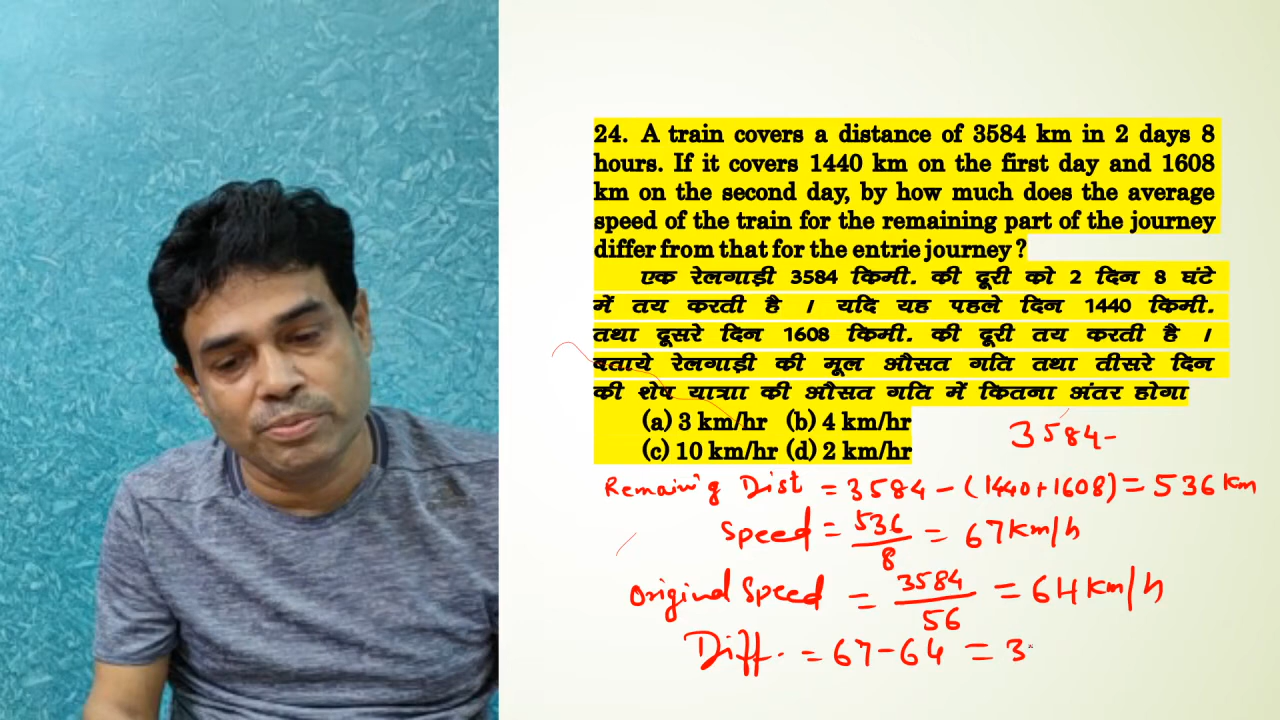 24. A train covers a distance of 3584 km in 2 days 8
hours. If it covers 1440 km on the first day and 1608
km on the second day, by how much does the average
speed of the train for the remaining part of the journey
differ from that for the entrie journey ?
एक रेलगाड़ी 3584 किमी. की दूरी को 2 दिन 8 घंटे
में तय करती है । यदि यह पहले दिन 1440 किमी.
तथा दूसरे दिन 1608 किमी. की दूरी तय करती है ।
बताये रेलगाड़ी की मूल औसत गति तथा तीसरे दिन
की शेष यात्राा की औसत गति में कितना अंतर होगा
(a) 3 km/hr (b) 4 km/hr
(c) 10 km/hr (d) 2 km/hr
3584-
Remaining Dist = 3584 - (1440+1608) = 536 Km
Speed = 536/8 = 67 Km/h
Original Speed = 3584/56 = 64 Km/h
Diff. = 67-64 = 3